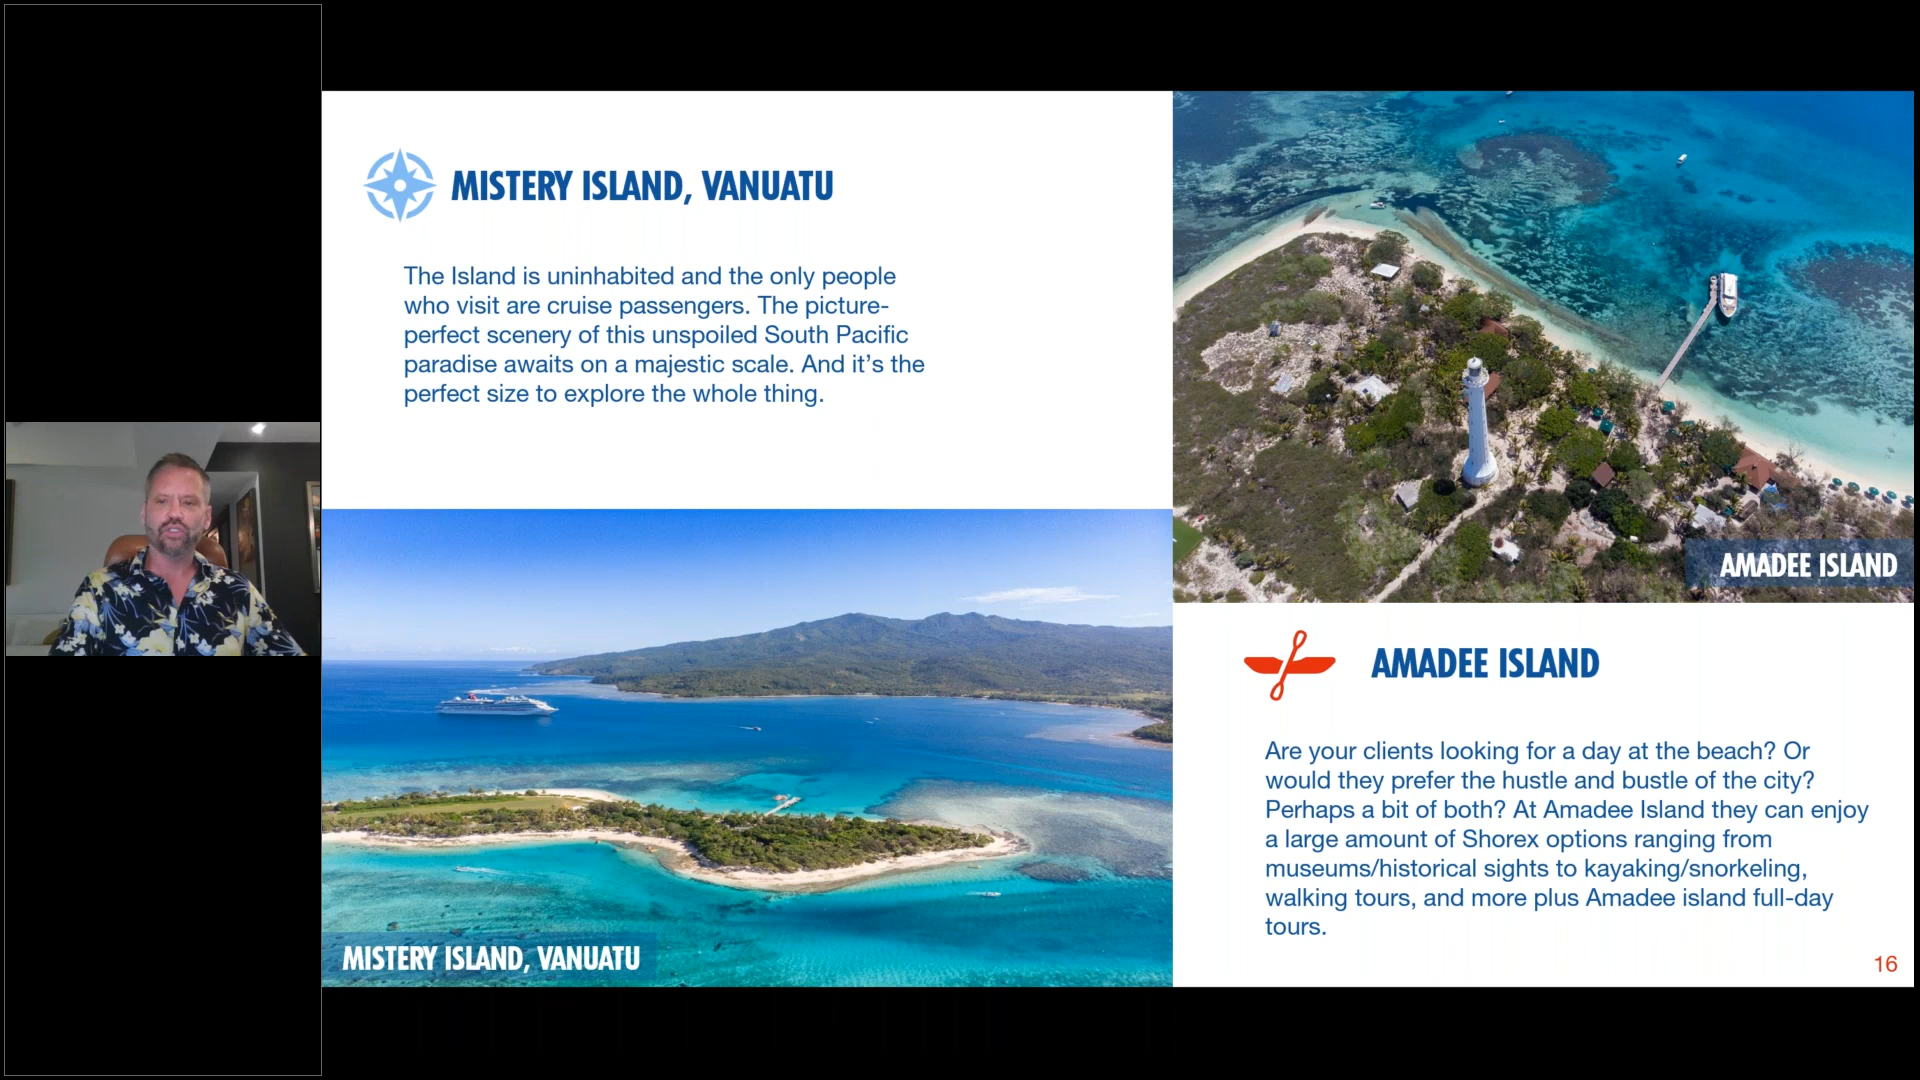 MISTERY ISLAND, VANUATU
The Island is uninhabited and the only people
who visit are cruise passengers. The picture-
perfect scenery of this unspoiled South Pacific
paradise awaits on a majestic scale. And it’s the
perfect size to explore the whole thing.
MISTERY ISLAND, VANUATU
AMADEE ISLAND
AMADEE ISLAND
Are your clients looking for a day at the beach? Or
would they prefer the hustle and bustle of the city?
Perhaps a bit of both? At Amadee Island they can enjoy
a large amount of Shorex options ranging from
museums/historical sights to kayaking/snorkeling,
walking tours, and more plus Amadee island full-day
tours.
16